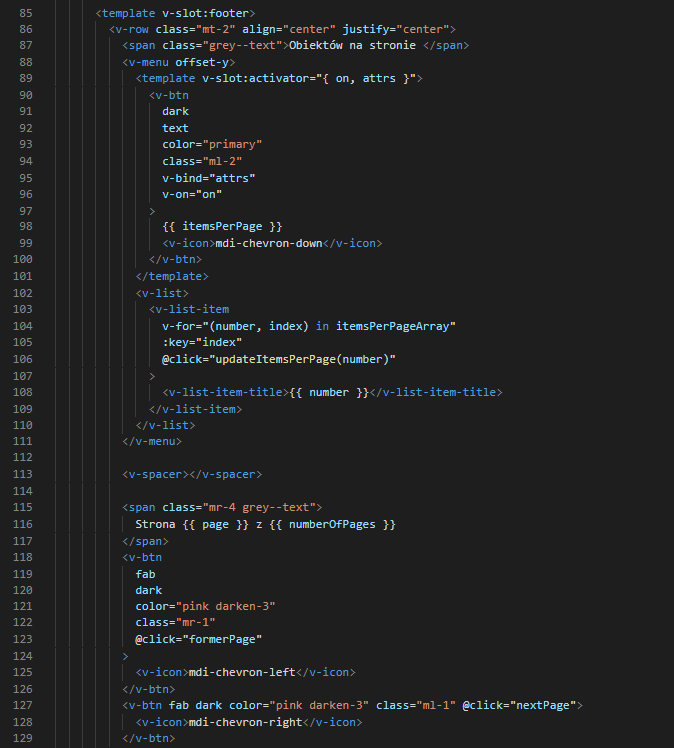 85 <template v-slot:footer>
86 <v-row class="mt-2" align="center" justify="center">
87 <span class="grey--text">Obiektów na stronie </span>
88 <v-menu offset-y>
89 <template v-slot:activator="{ on, attrs }">
90 <v-btn
91 dark
92 text
93 color="primary"
94 class="ml-2"
95 v-bind="attrs"
96 v-on="on"
97 >
98 {{ itemsPerPage }}
99 <v-icon>mdi-chevron-down</v-icon>
100 </v-btn>
101 </template>
102 <v-list>
103 <v-list-item
104 v-for="(number, index) in itemsPerPageArray"
105 :key="index"
106 @click="updateItemsPerPage(number)"
107 >
108 <v-list-item-title>{{ number }}</v-list-item-title>
109 </v-list-item>
110 </v-list>
111 </v-menu>
112
113 <v-spacer></v-spacer>
114
115 <span class="mr-4 grey--text">
116 Strona {{ page }} z {{ numberOfPages }}
117 </span>
118 <v-btn
119 fab
120 dark
121 color="pink darken-3"
122 class="mr-1"
123 @click="formerPage"
124 >
125 <v-icon>mdi-chevron-left</v-icon>
126 </v-btn>
127 <v-btn fab dark color="pink darken-3" class="ml-1" @click="nextPage">
128 <v-icon>mdi-chevron-right</v-icon>
129 </v-btn>